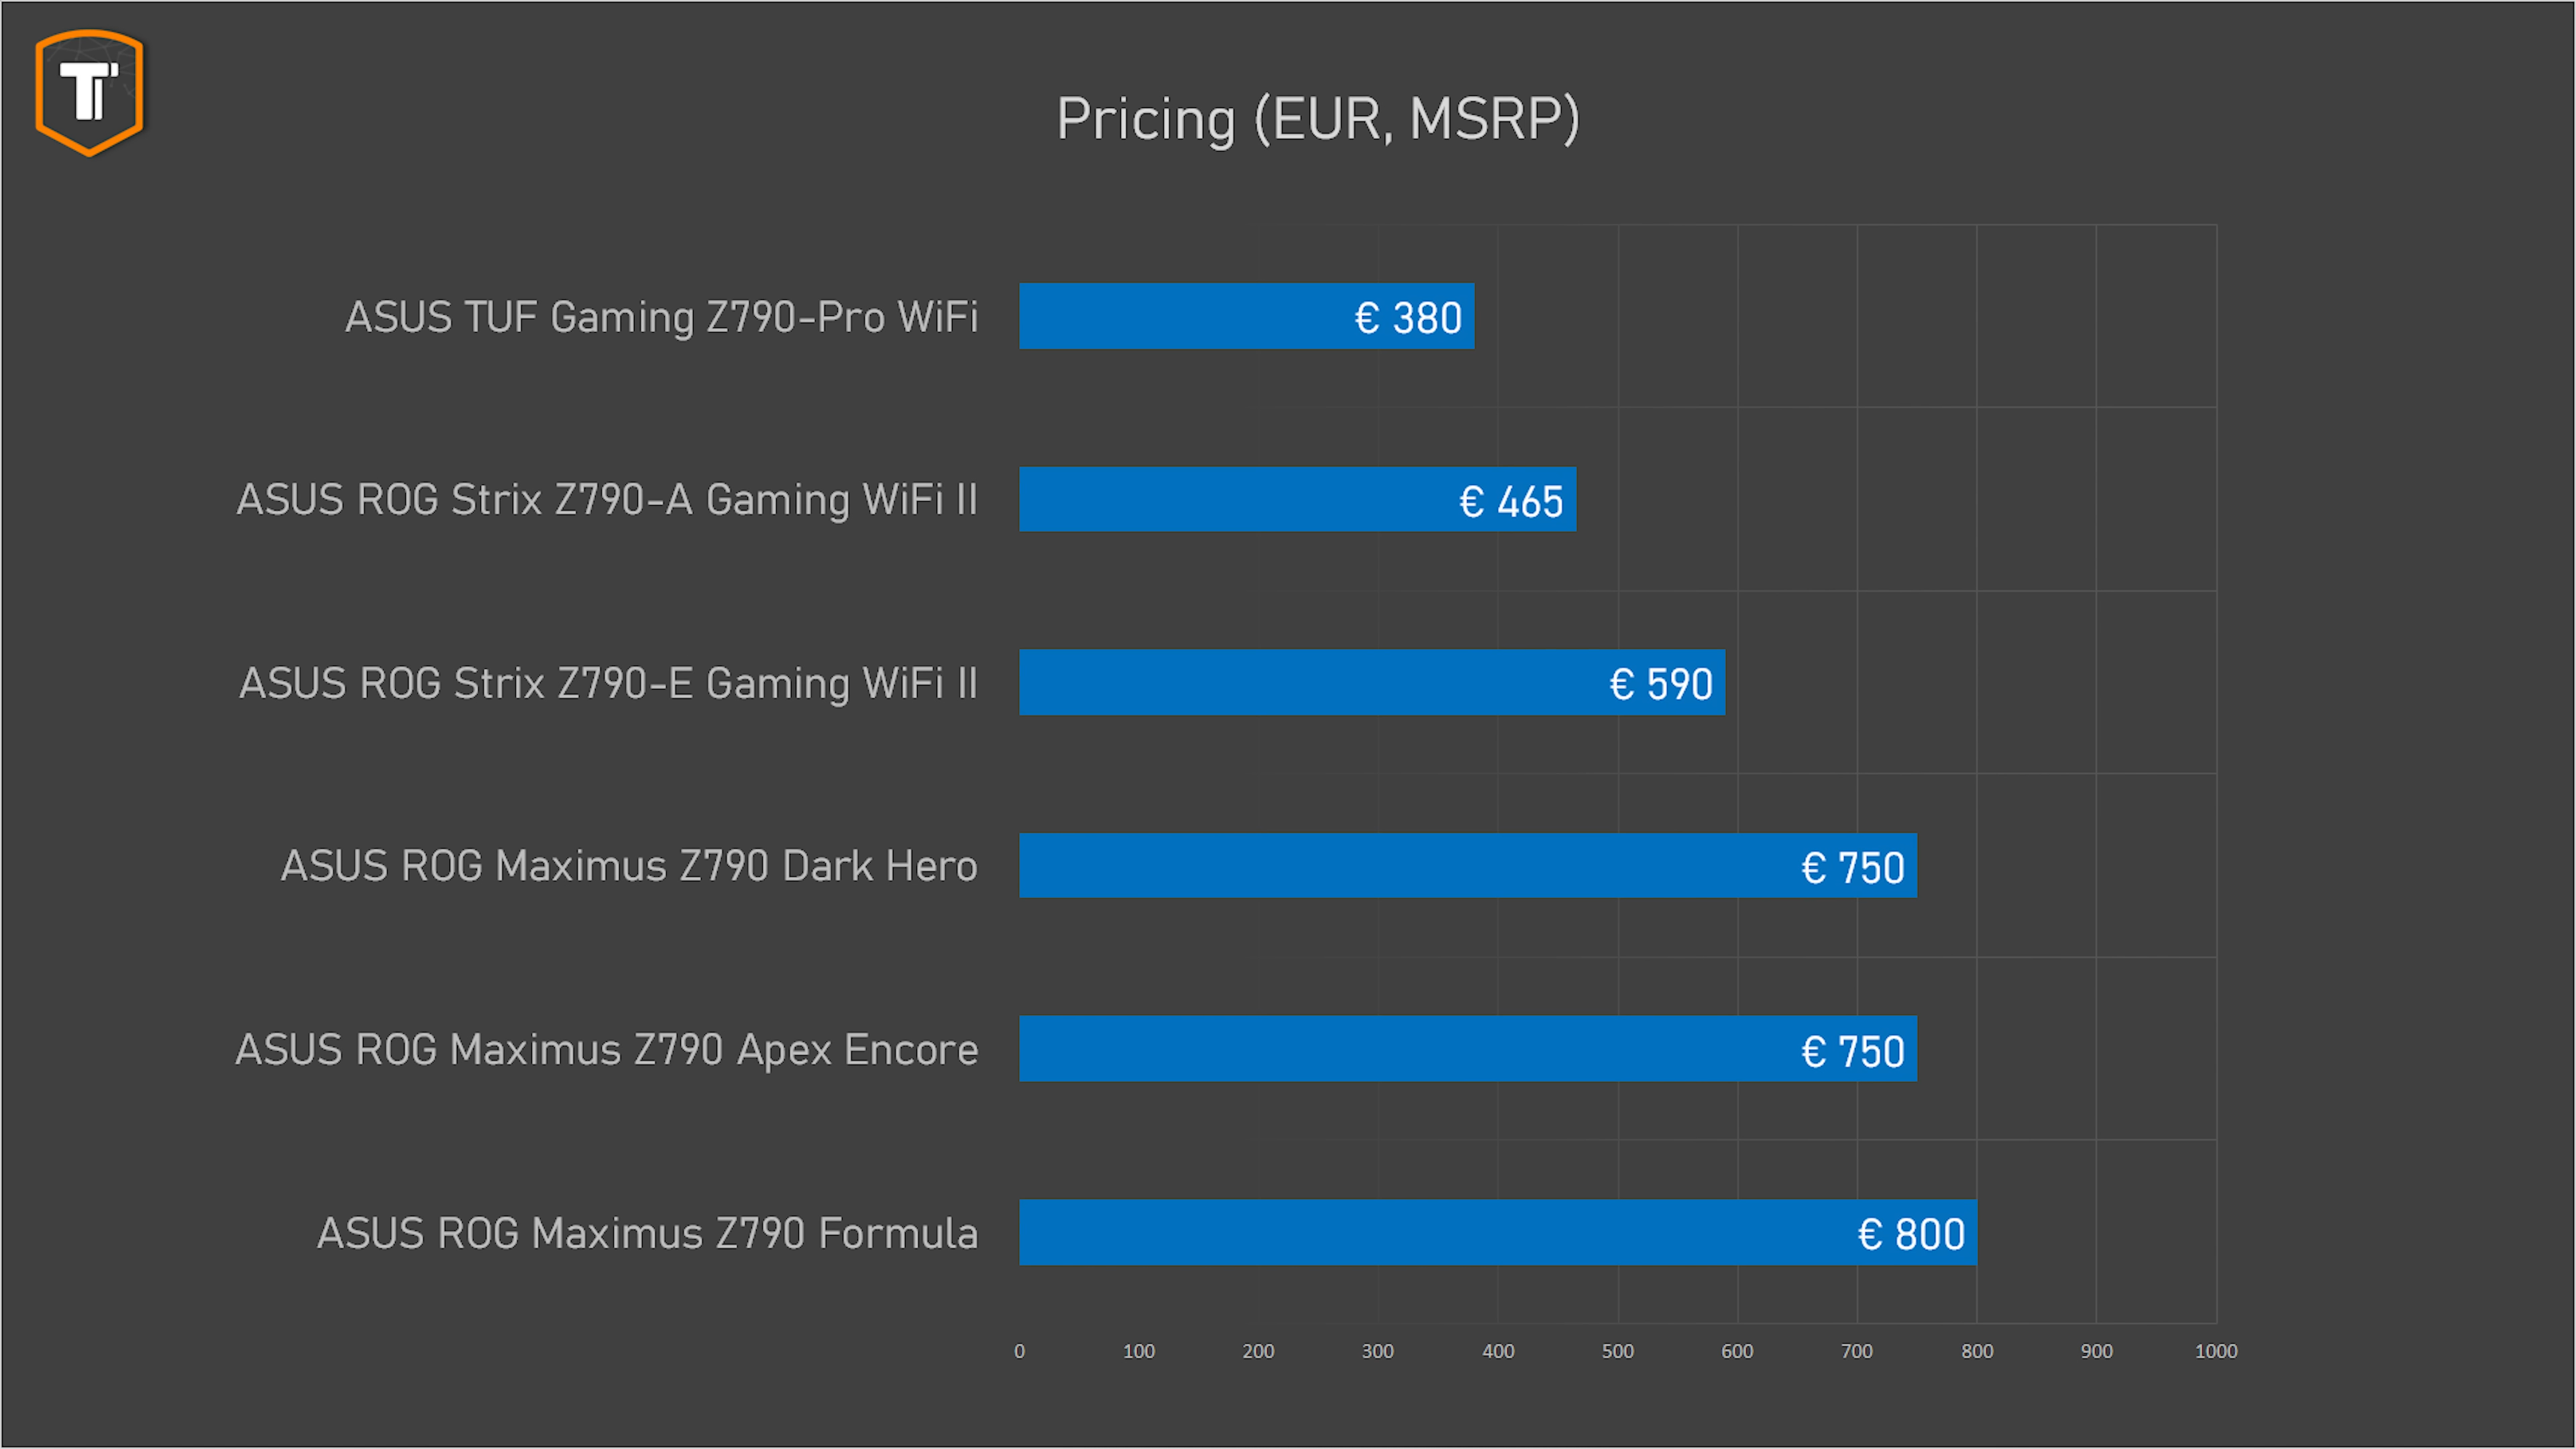 T
Pricing (EUR, MSRP)
ASUS TUF Gaming Z790-Pro WiFi € 380
ASUS ROG Strix Z790-A Gaming WiFi II € 465
ASUS ROG Strix Z790-E Gaming WiFi II € 590
ASUS ROG Maximus Z790 Dark Hero € 750
ASUS ROG Maximus Z790 Apex Encore € 750
ASUS ROG Maximus Z790 Formula € 800
0 100 200 300 400 500 600 700 800 900 1000